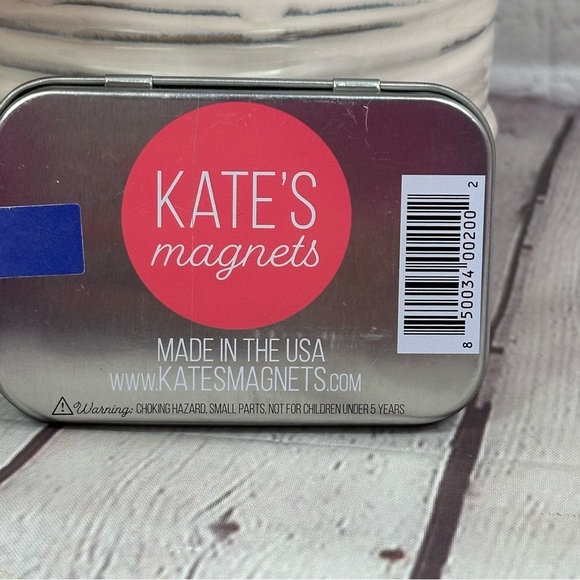 KATE'S
magnets
MADE IN THE USA
WWW.KATESMAGNETS.COM
Warning: CHOKING HAZARD, SMALL PARTS, NOT FOR CHILDREN UNDER 5 YEARS
8 50034 00200 2